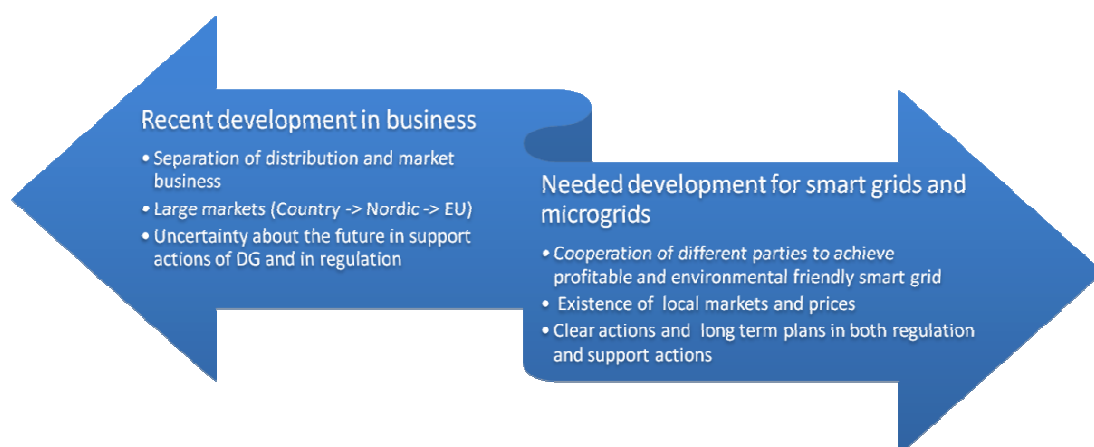 Recent development in business
• Separation of distribution and market
business
• Large markets (Country -> Nordic -> EU)
• Uncertainty about the future in support
actions of DG and in regulation
Needed development for smart grids and
microgrids
• Cooperation of different parties to achieve
profitable and environmental friendly smart grid
• Existence of local markets and prices
• Clear actions and long term plans in both regulation
and support actions